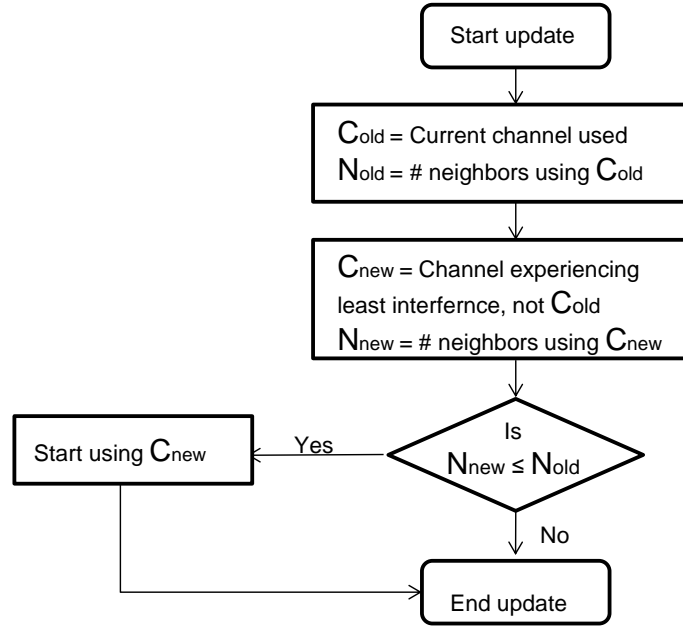 Start update
Cold = Current channel used
Nold = # neighbors using Cold
Cnew = Channel experiencing
least interfernce, not Cold
Nnew = # neighbors using Cnew
Is
Nnew ≤ Nold
Yes
Start using Cnew
No
End update